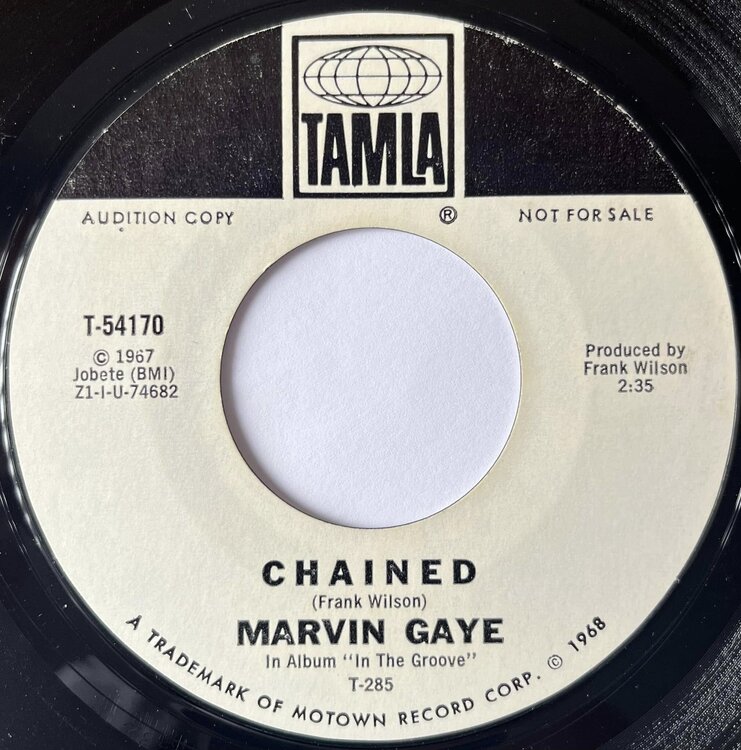 TAMLA
AUDITION COPY ® NOT FOR SALE
T-54170
© 1967
Jobete (BMI)
Z1-I-U-74682
Produced by
Frank Wilson
2:35
CHAINED
(Frank Wilson)
MARVIN GAYE
In Album "In The Groove"
T-285
A TRADEMARK OF MOTOWN RECORD CORP. © 1968